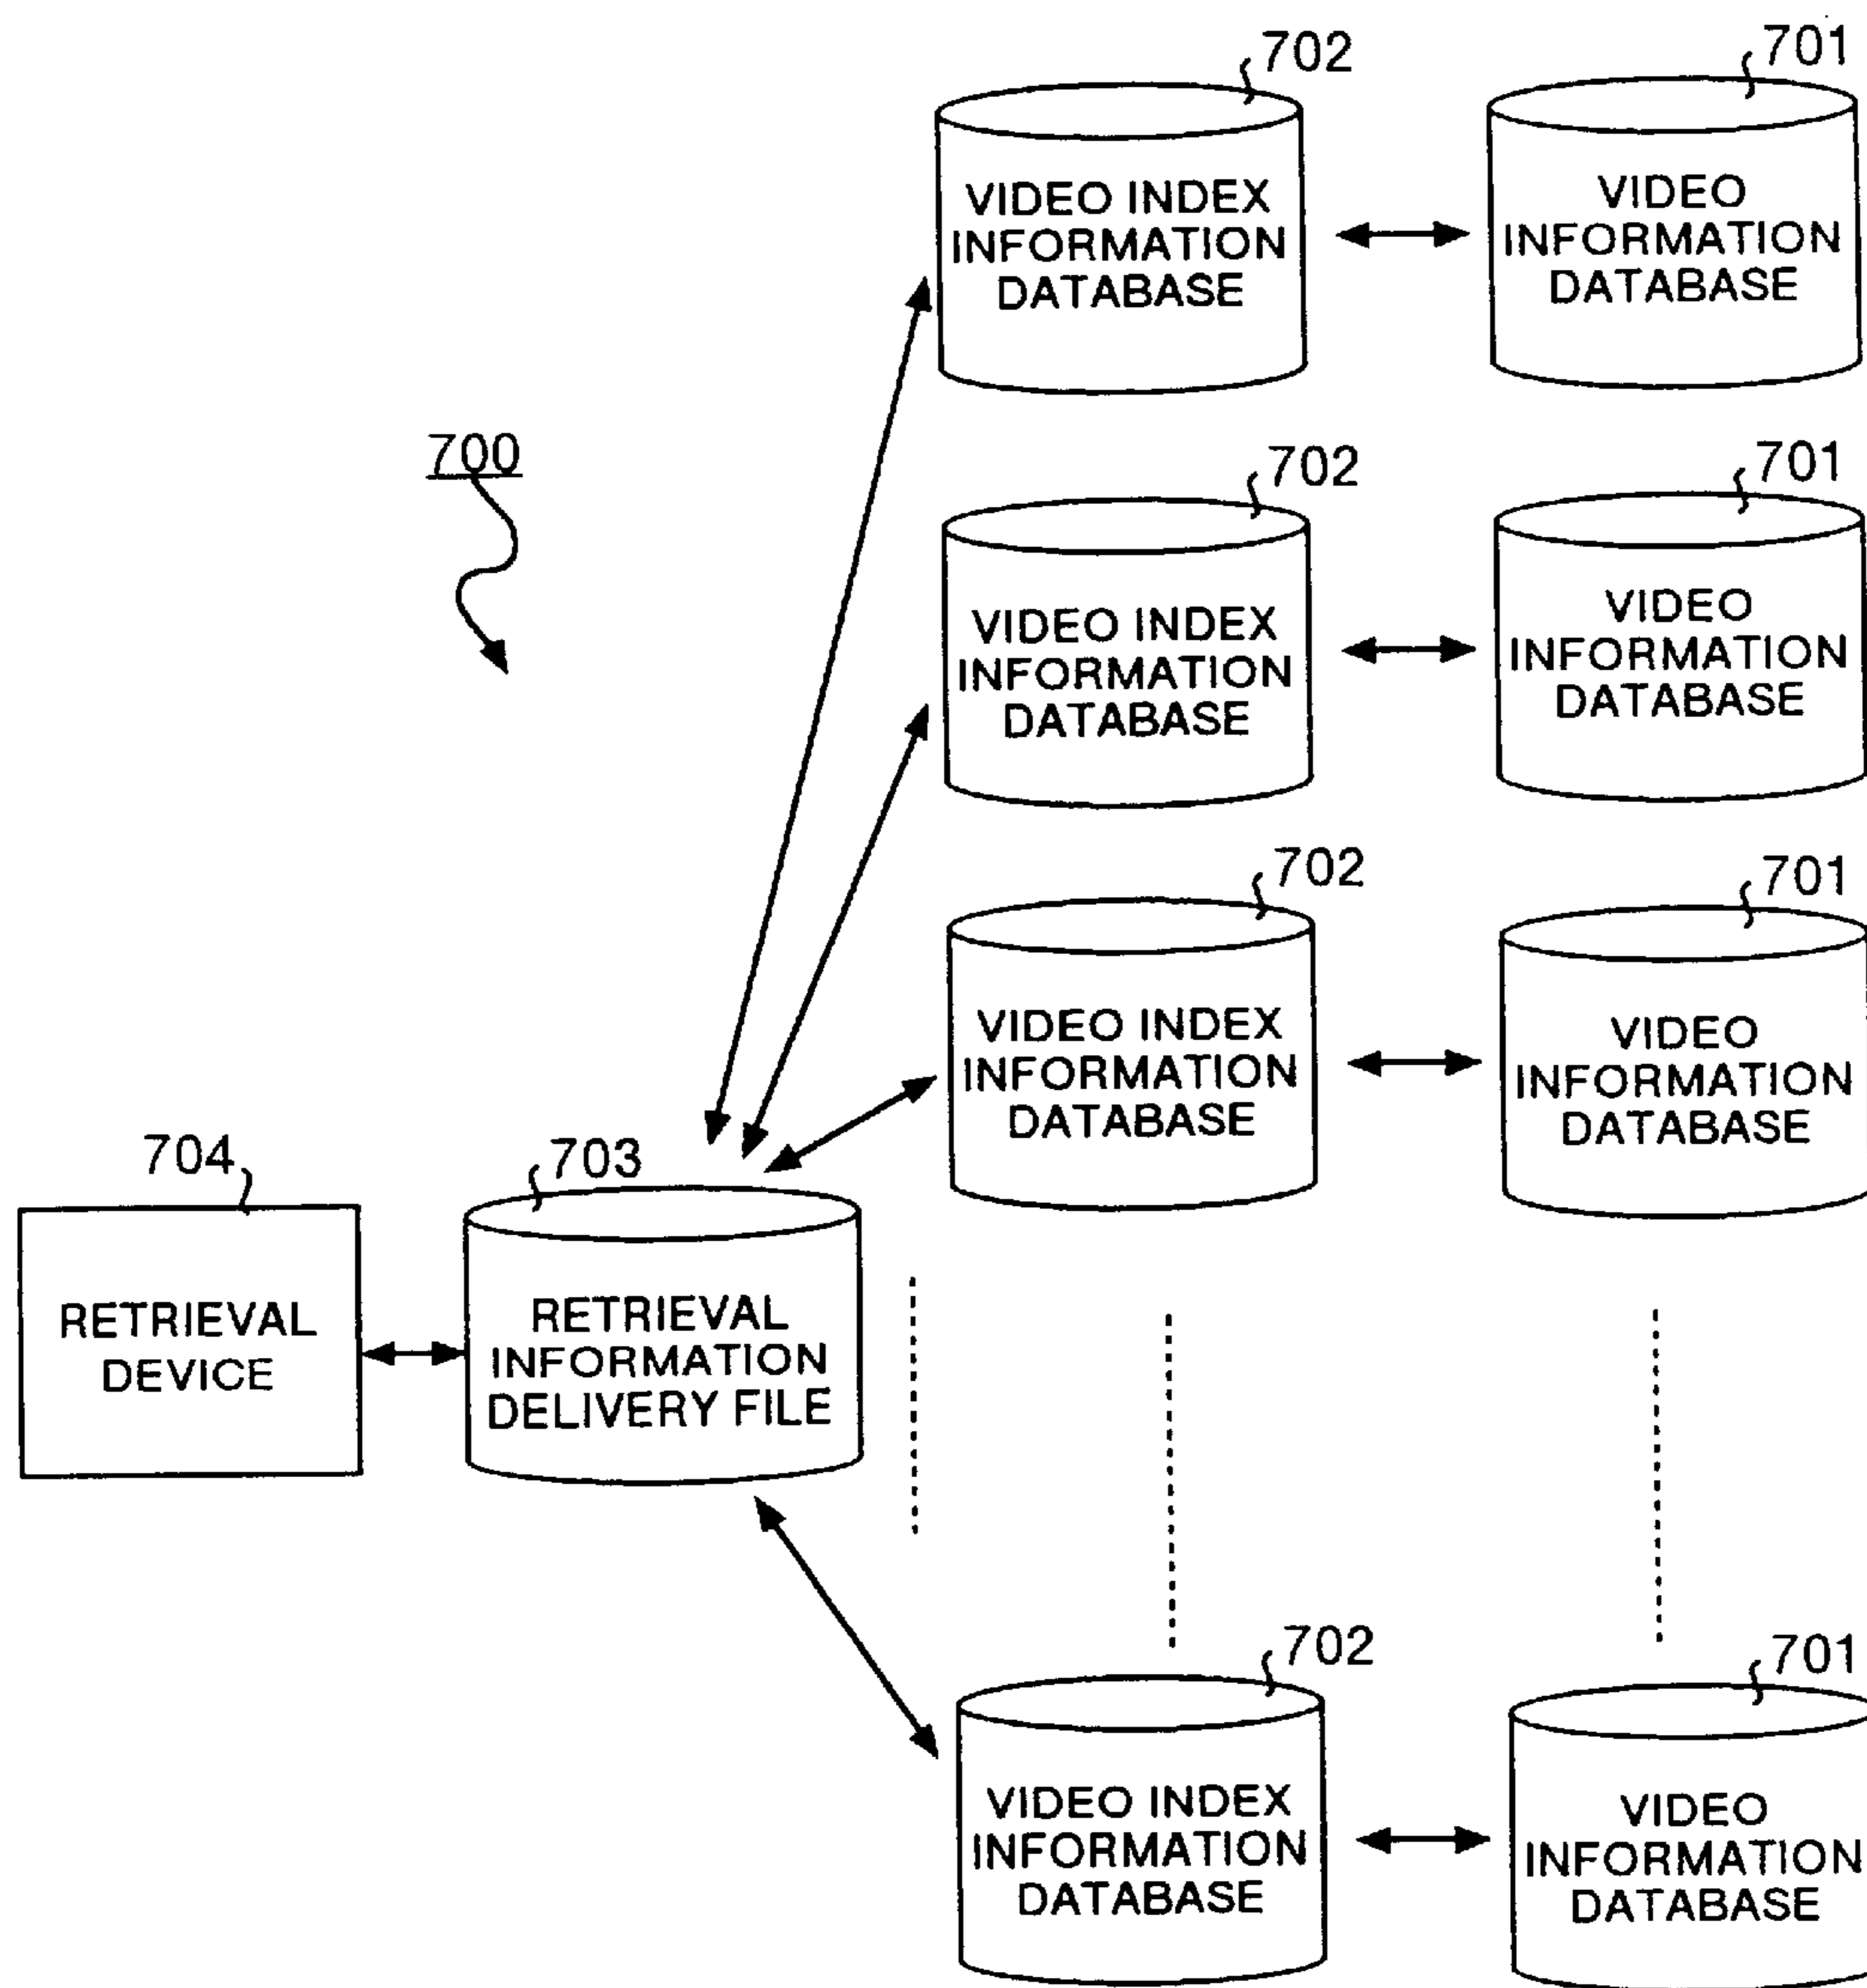 702
701
VIDEO INDEX
INFORMATION
DATABASE
VIDEO
INFORMATION
DATABASE
700
702
701
VIDEO INDEX
INFORMATION
DATABASE
VIDEO
INFORMATION
DATABASE
702
701
VIDEO INDEX
INFORMATION
DATABASE
VIDEO
INFORMATION
DATABASE
704
703
RETRIEVAL
DEVICE
RETRIEVAL
INFORMATION
DELIVERY FILE
702
701
VIDEO INDEX
INFORMATION
DATABASE
VIDEO
INFORMATION
DATABASE